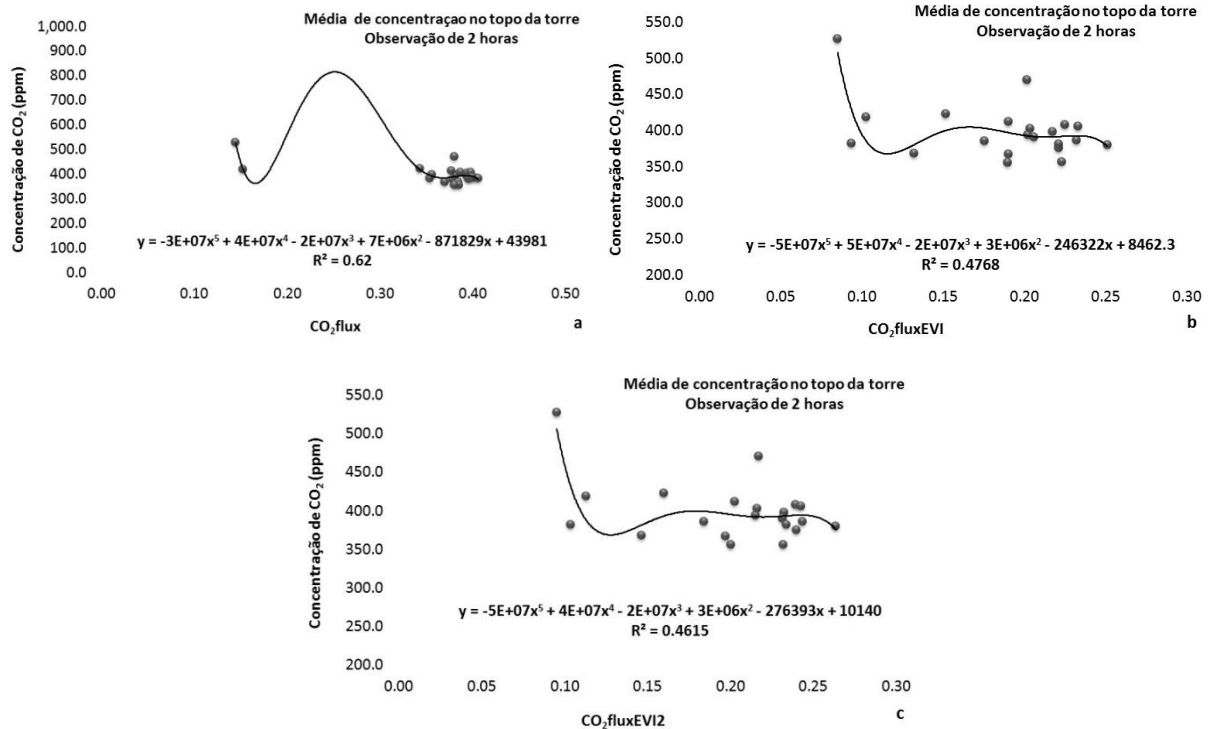 Média de concentraçao no topo da torre
Observação de 2 horas
Concentração de CO₂ (ppm)
1,000.0
900.0
800.0
700.0
600.0
500.0
400.0
300.0
200.0
100.0
0.0
y = -3E+07x⁵ + 4E+07x⁴ - 2E+07x³ + 7E+06x² - 871829x + 43981
R² = 0.62
0.00 0.10 0.20 0.30 0.40 0.50
CO₂flux
a
Média de concentração no topo da torre
Observação de 2 horas
Concentração de CO₂ (ppm)
550.0
500.0
450.0
400.0
350.0
300.0
250.0
200.0
y = -5E+07x⁵ + 5E+07x⁴ - 2E+07x³ + 3E+06x² - 246322x + 8462.3
R² = 0.4768
0.00 0.05 0.10 0.15 0.20 0.25 0.30
CO₂fluxEVI
b
Média de concentração no topo da torre
Observação de 2 horas
Concentração de CO₂ (ppm)
550.0
500.0
450.0
400.0
350.0
300.0
250.0
200.0
y = -5E+07x⁵ + 4E+07x⁴ - 2E+07x³ + 3E+06x² - 276393x + 10140
R² = 0.4615
0.00 0.05 0.10 0.15 0.20 0.25 0.30
CO₂fluxEVI2
c